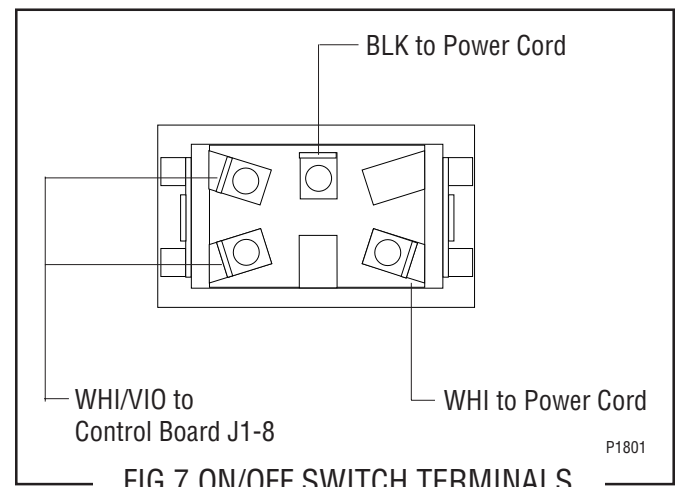 BLK to Power Cord
WHI/VIO to
Control Board J1-8
WHI to Power Cord
P1801
FIG 7 ON/OFF SWITCH TERMINALS